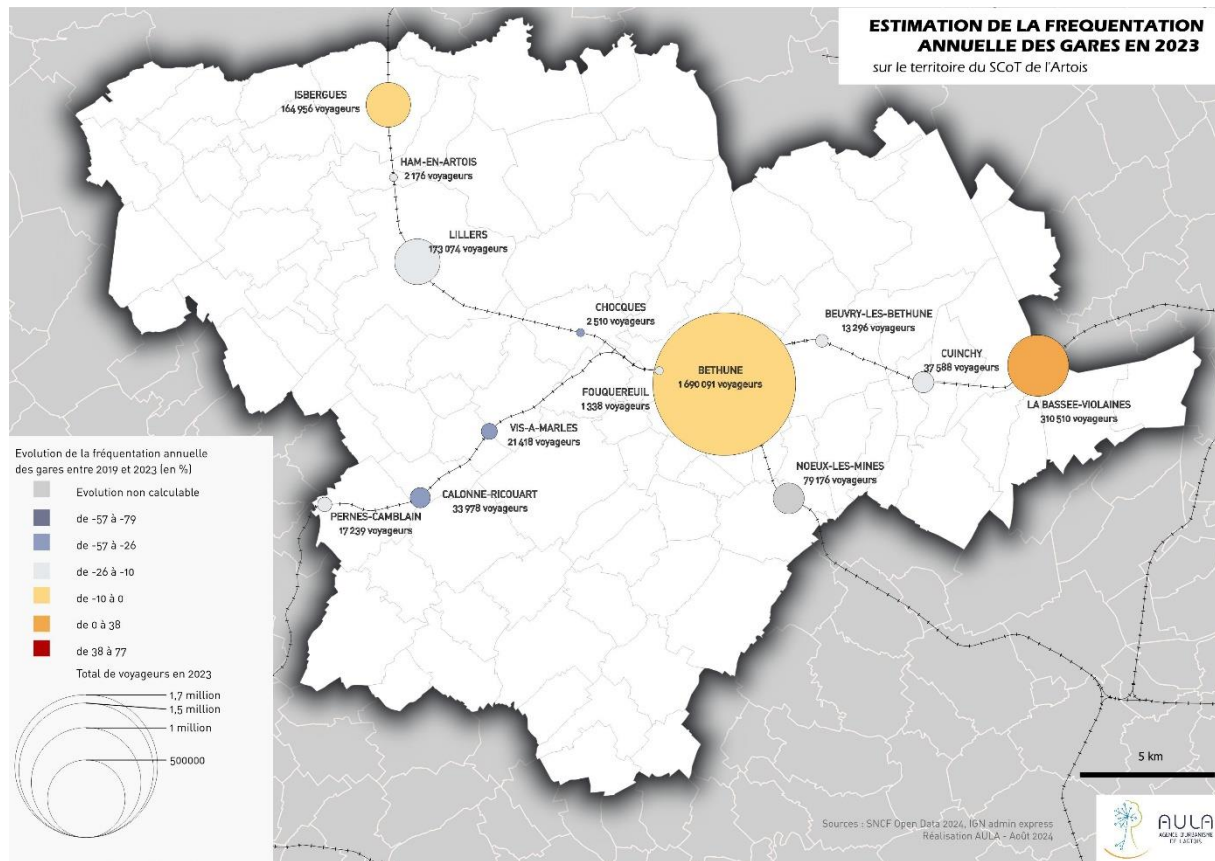 ESTIMATION DE LA FREQUENTATION
ANNUELLE DES GARES EN 2023
sur le territoire du SCoT de l'Artois
ISBERGUES
164 956 voyageurs
HAM-EN-ARTOIS
2 176 voyageurs
LILLERS
173 074 voyageurs
CHOCQUES
2 510 voyageurs
BEUVRY-LES-BETHUNE
13 296 voyageurs
CUINCHY
37 588 voyageurs
BETHUNE
1 690 091 voyageurs
FOUQUEREUIL
1 338 voyageurs
LA BASSEE-VIOLAINES
310 510 voyageurs
VIS-A-MARLES
21 418 voyageurs
NOEUX-LES-MINES
79 176 voyageurs
CALONNE-RICOUART
33 978 voyageurs
PERNES-CAMBLAIN
17 239 voyageurs
Evolution de la fréquentation annuelle
des gares entre 2019 et 2023 (en %)
Evolution non calculable
de -57 à -79
de -57 à -26
de -26 à -10
de -10 à 0
de 0 à 38
de 38 à 77
Total de voyageurs en 2023
1,7 million
1,5 million
1 million
500000
5 km
Sources : SNCF Open Data 2024, IGN admin express
Réalisation AULA - Août 2024
AULA
AGENCE D'URBANISME
DE L'ARTOIS